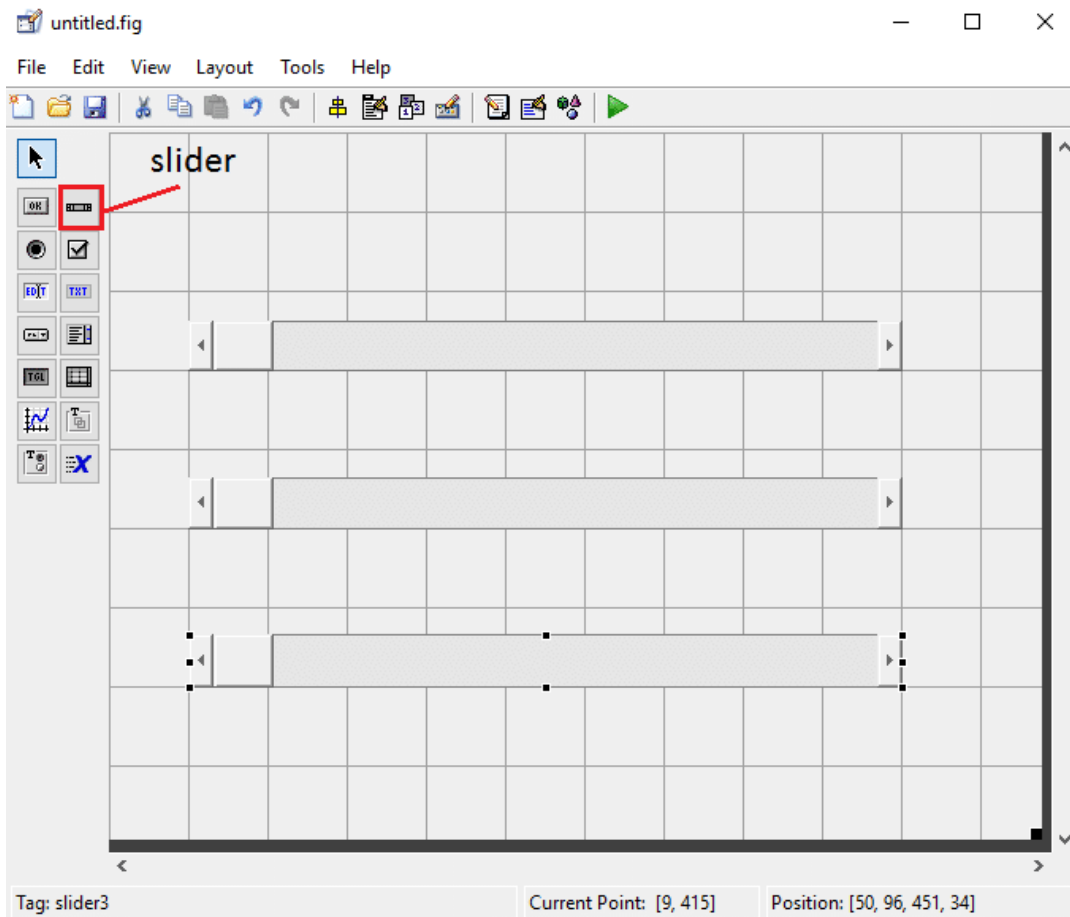 untitled.fig
File Edit View Layout Tools Help
slider
OK
EDIT TXT
TGL
T
T X
Tag: slider3 Current Point: [9, 415] Position: [50, 96, 451, 34]